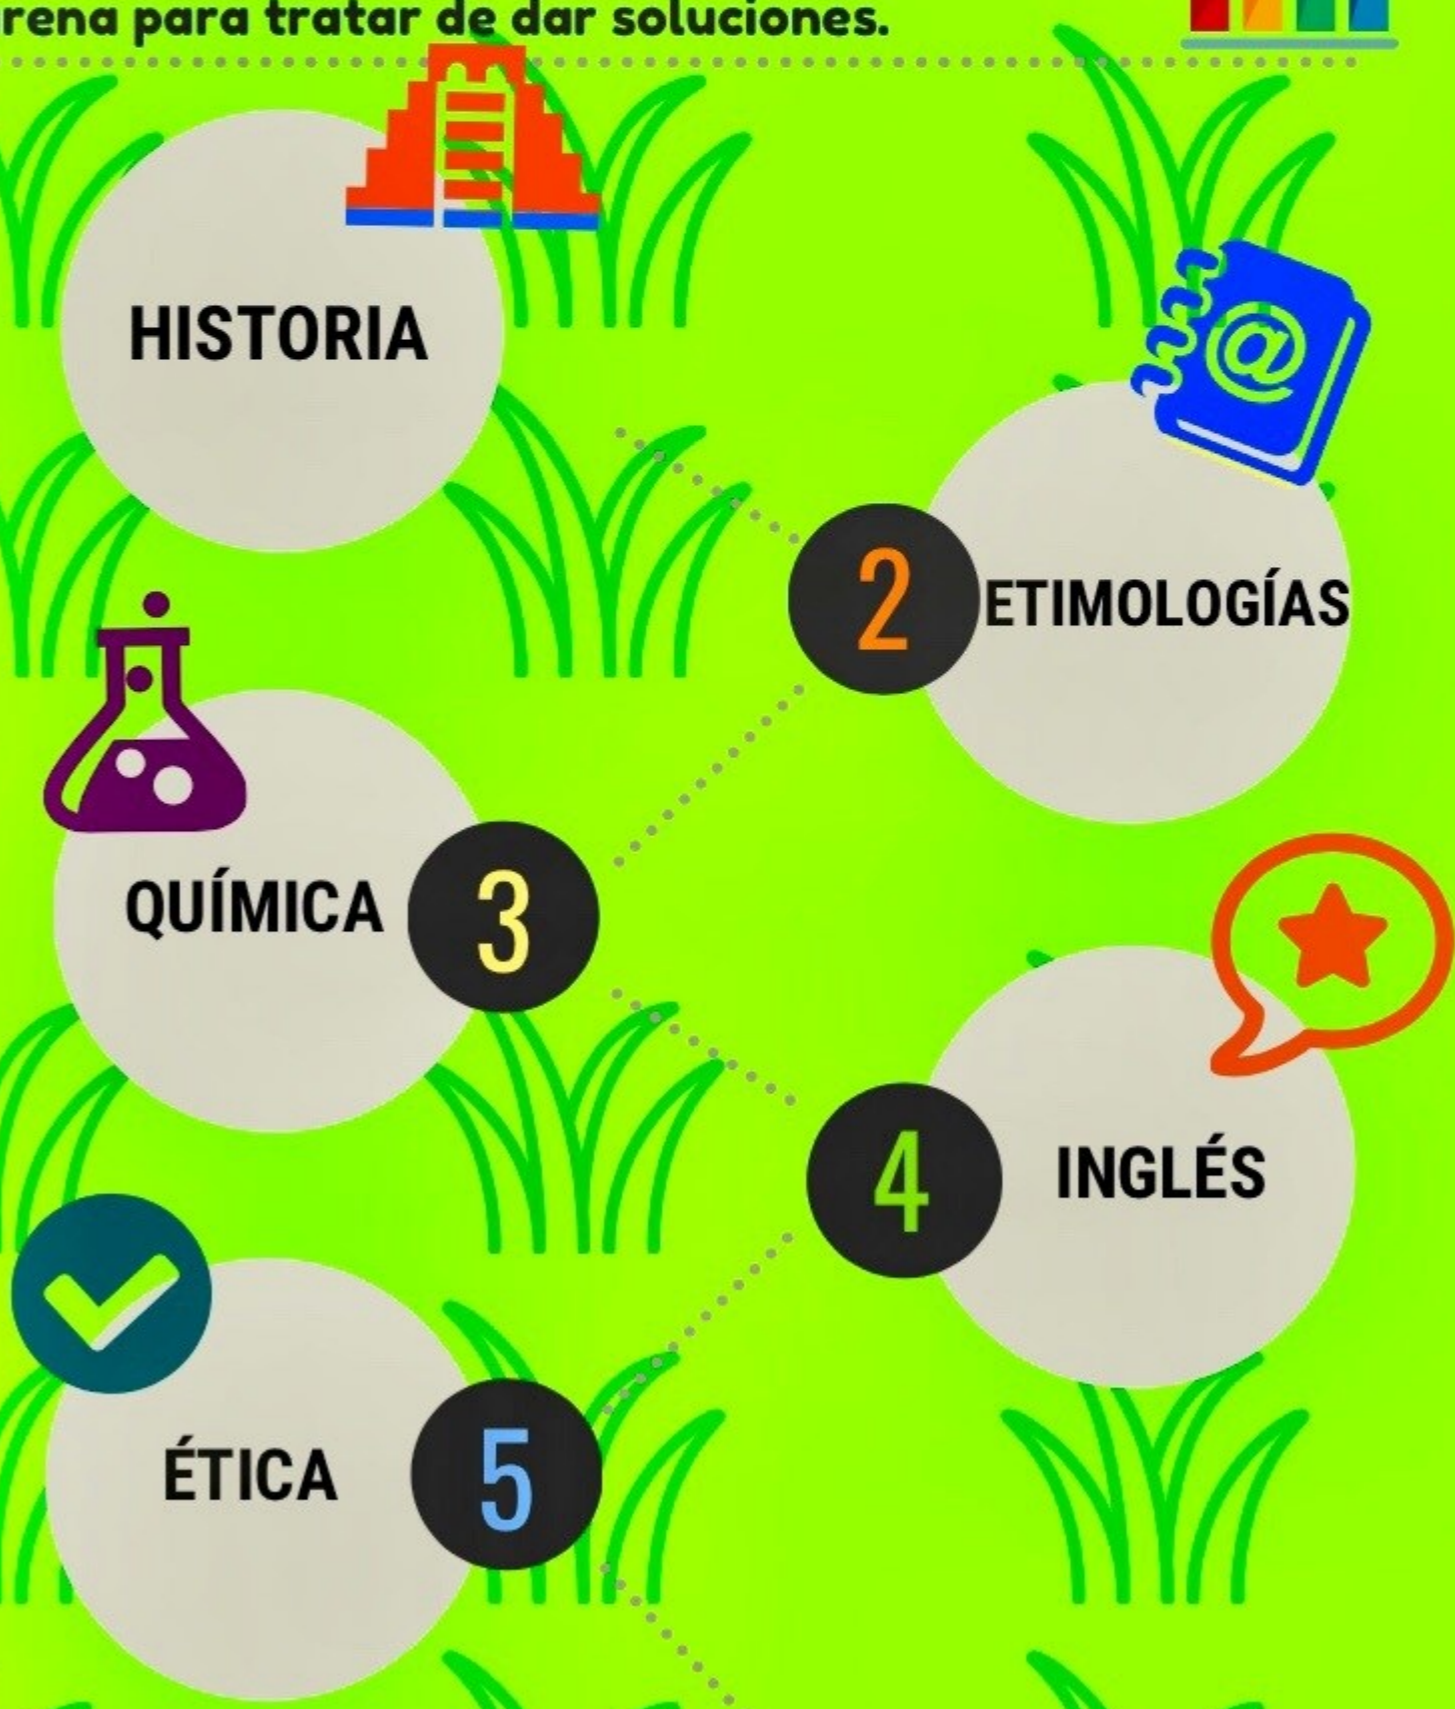 rena para tratar de dar soluciones.
HISTORIA
@
2
ETIMOLOGÍAS
3
QUÍMICA
4
INGLÉS
5
ÉTICA